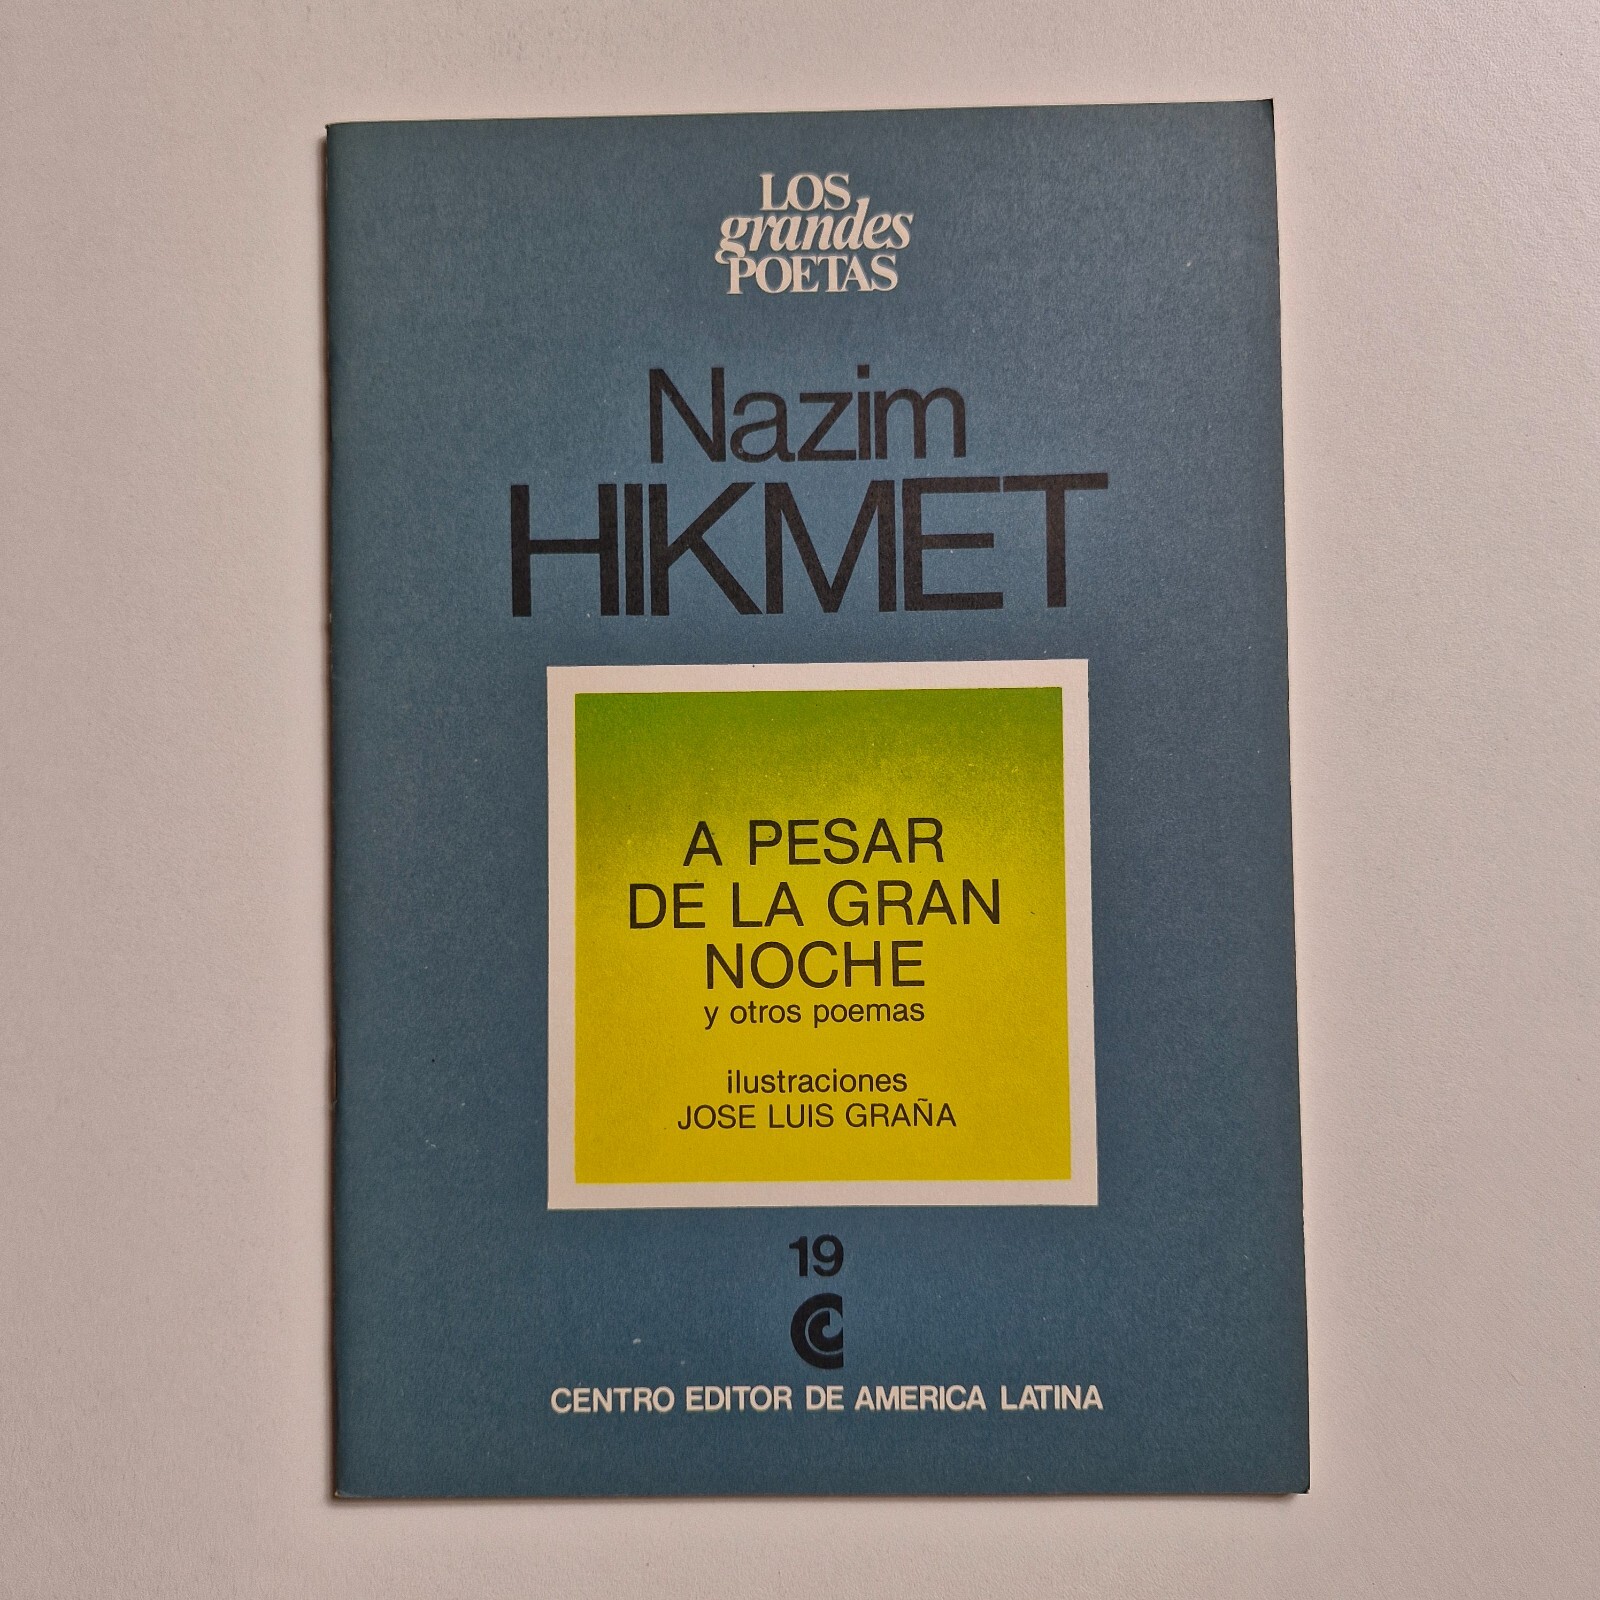 LOS
grandes
POETAS
Nazim
HIKMET
A PESAR
DE LA GRAN
NOCHE
y otros poemas
ilustraciones
JOSE LUIS GRAÑA
19
CENTRO EDITOR DE AMERICA LATINA